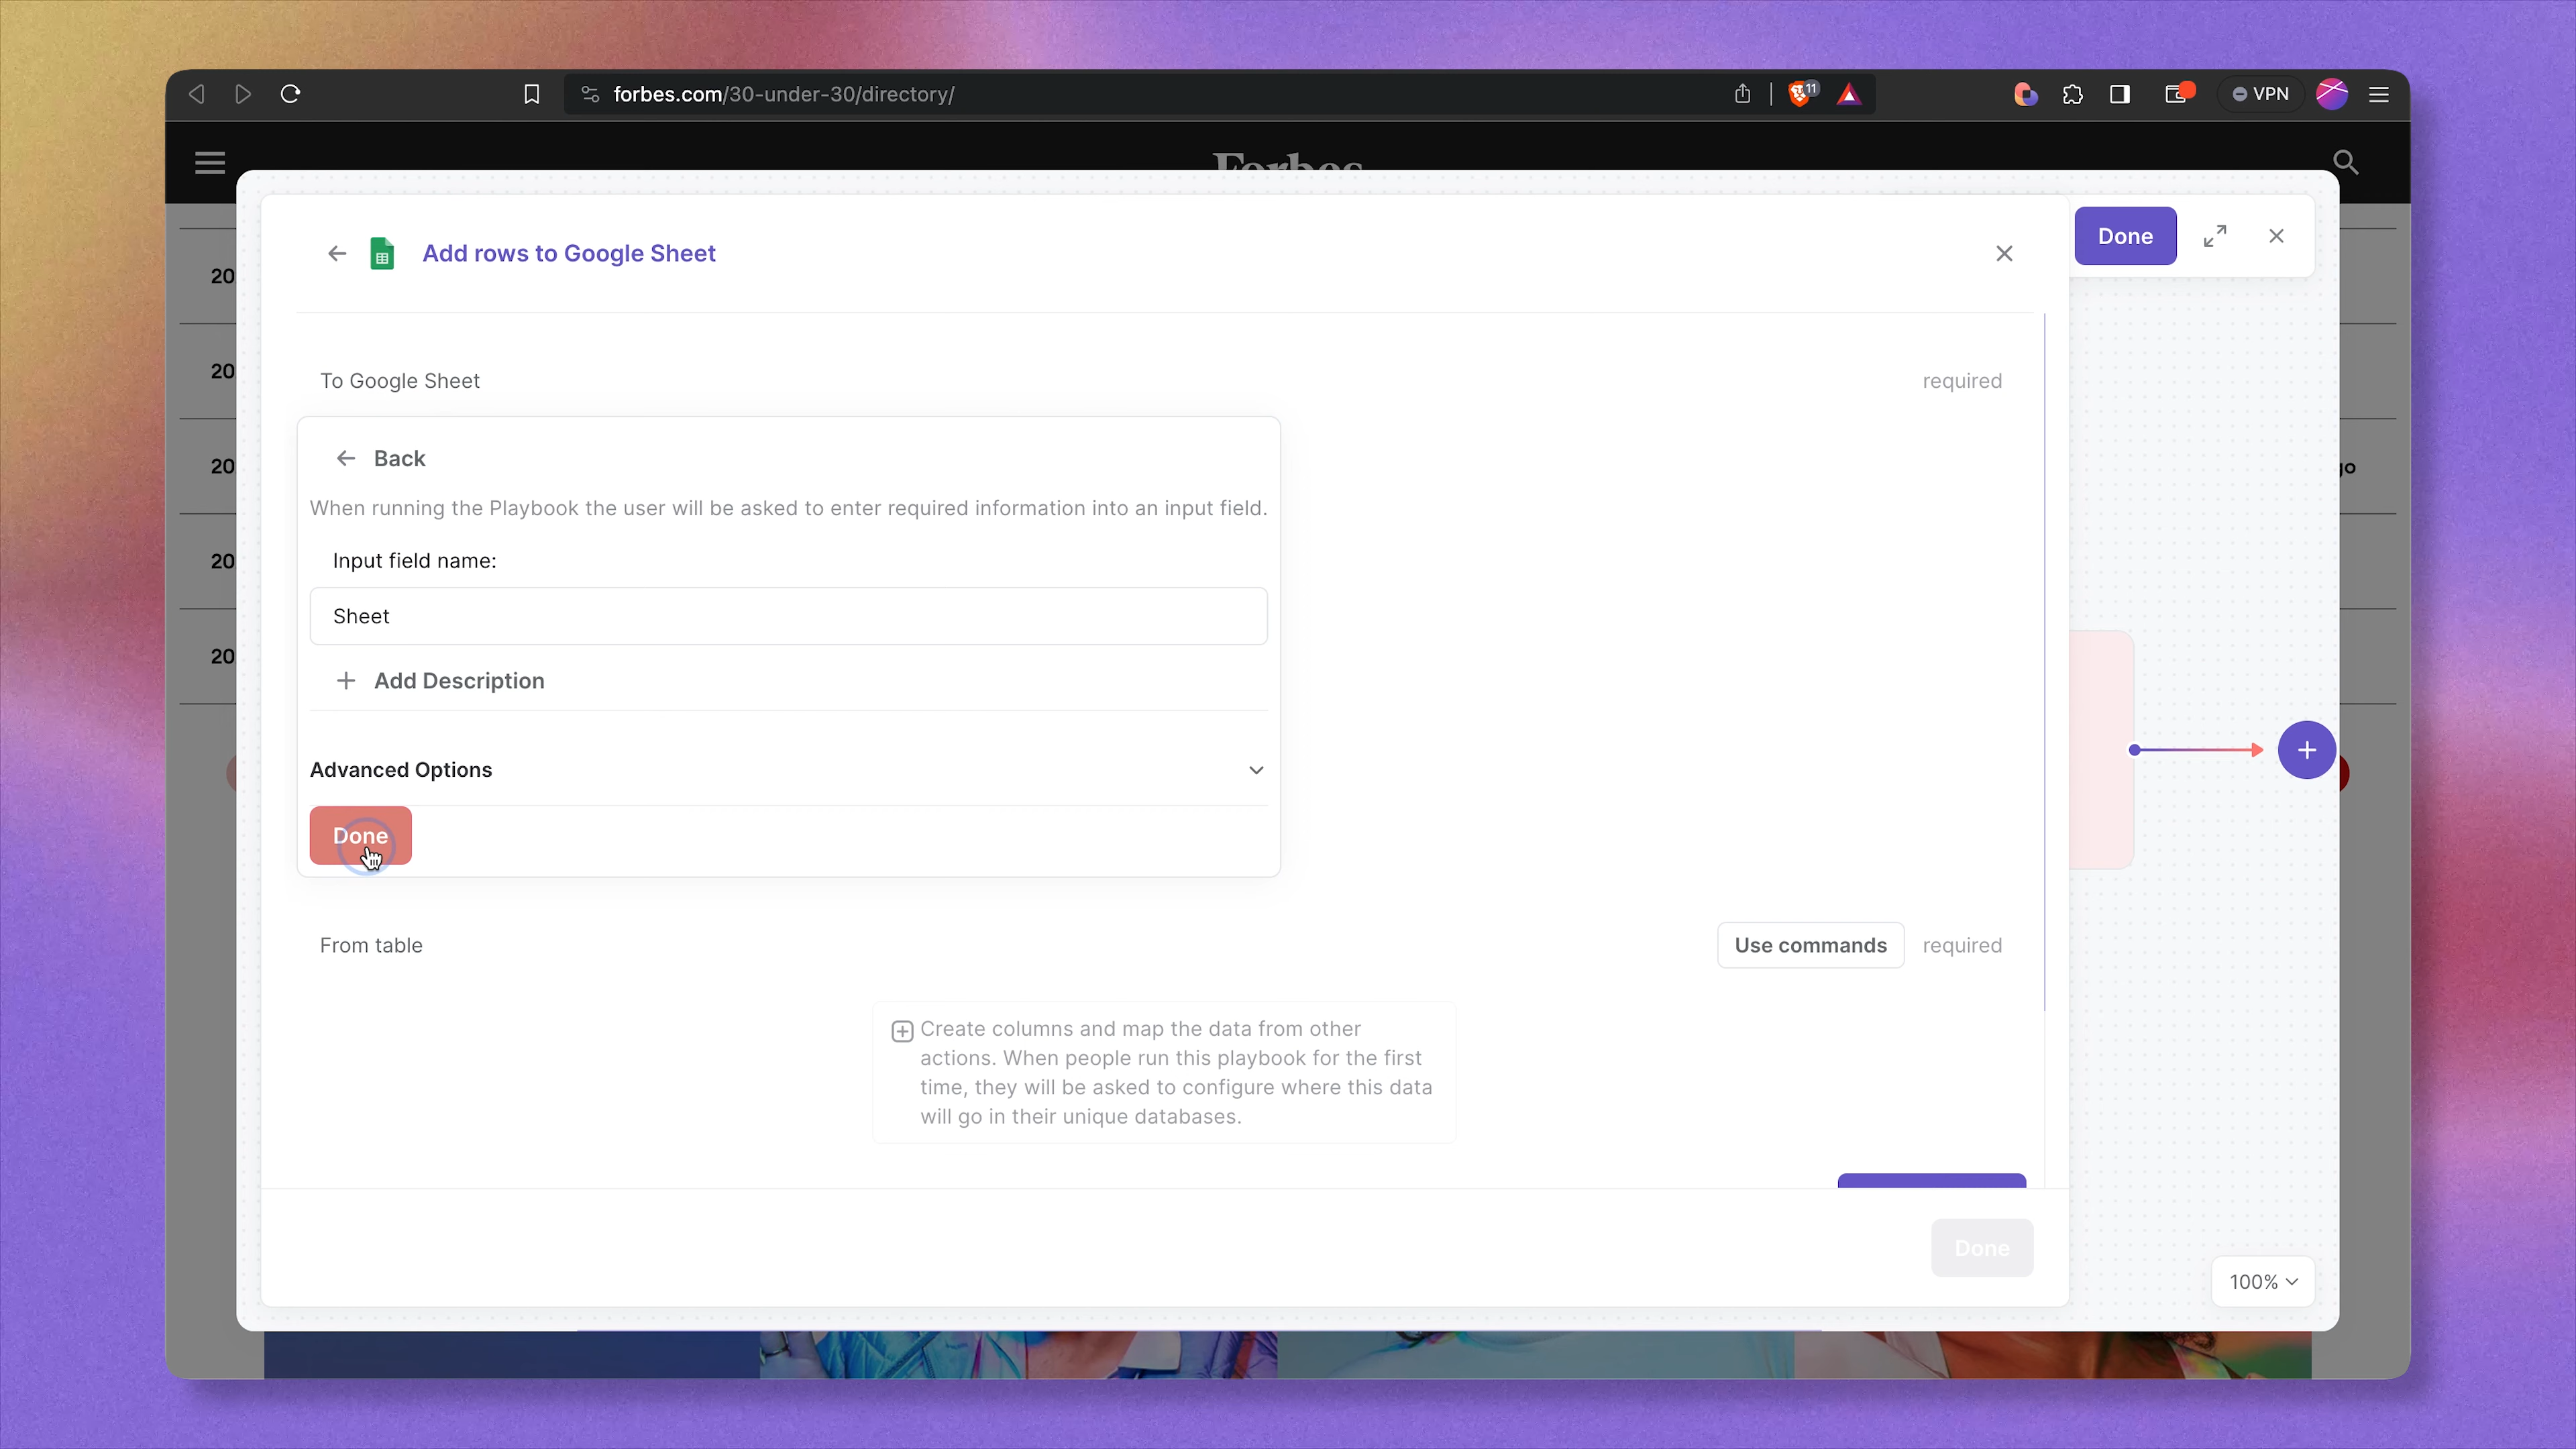 forbes.com/30-under-30/directory/
11
VPN
Forbes
Add rows to Google Sheet
Done
20
To Google Sheet
required
20
Back
20
go
When running the Playbook the user will be asked to enter required information into an input field.
Input field name:
20
Sheet
20
Add Description
Advanced Options
Done
From table
Use commands
required
Create columns and map the data from other
actions. When people run this playbook for the first
time, they will be asked to configure where this data
will go in their unique databases.
Done
100%